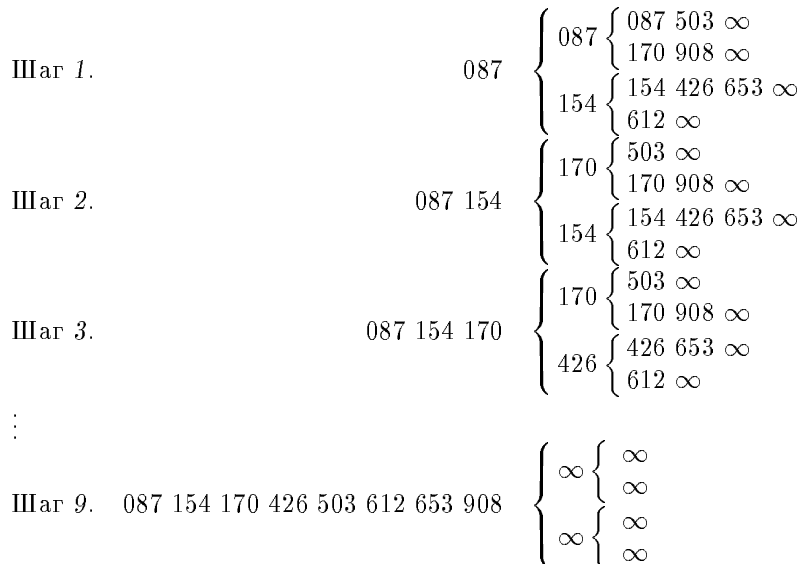 087 503 ∞
Шаг 1. 087 { 087 {
170 908 ∞
154 426 653 ∞
154 {
612 ∞
503 ∞
170 {
170 908 ∞
Шаг 2. 087 154 {
154 426 653 ∞
154 {
612 ∞
503 ∞
170 {
170 908 ∞
Шаг 3. 087 154 170 {
426 653 ∞
426 {
612 ∞
⋮
∞
∞ {
∞
Шаг 9. 087 154 170 426 503 612 653 908 {
∞
∞ {
∞